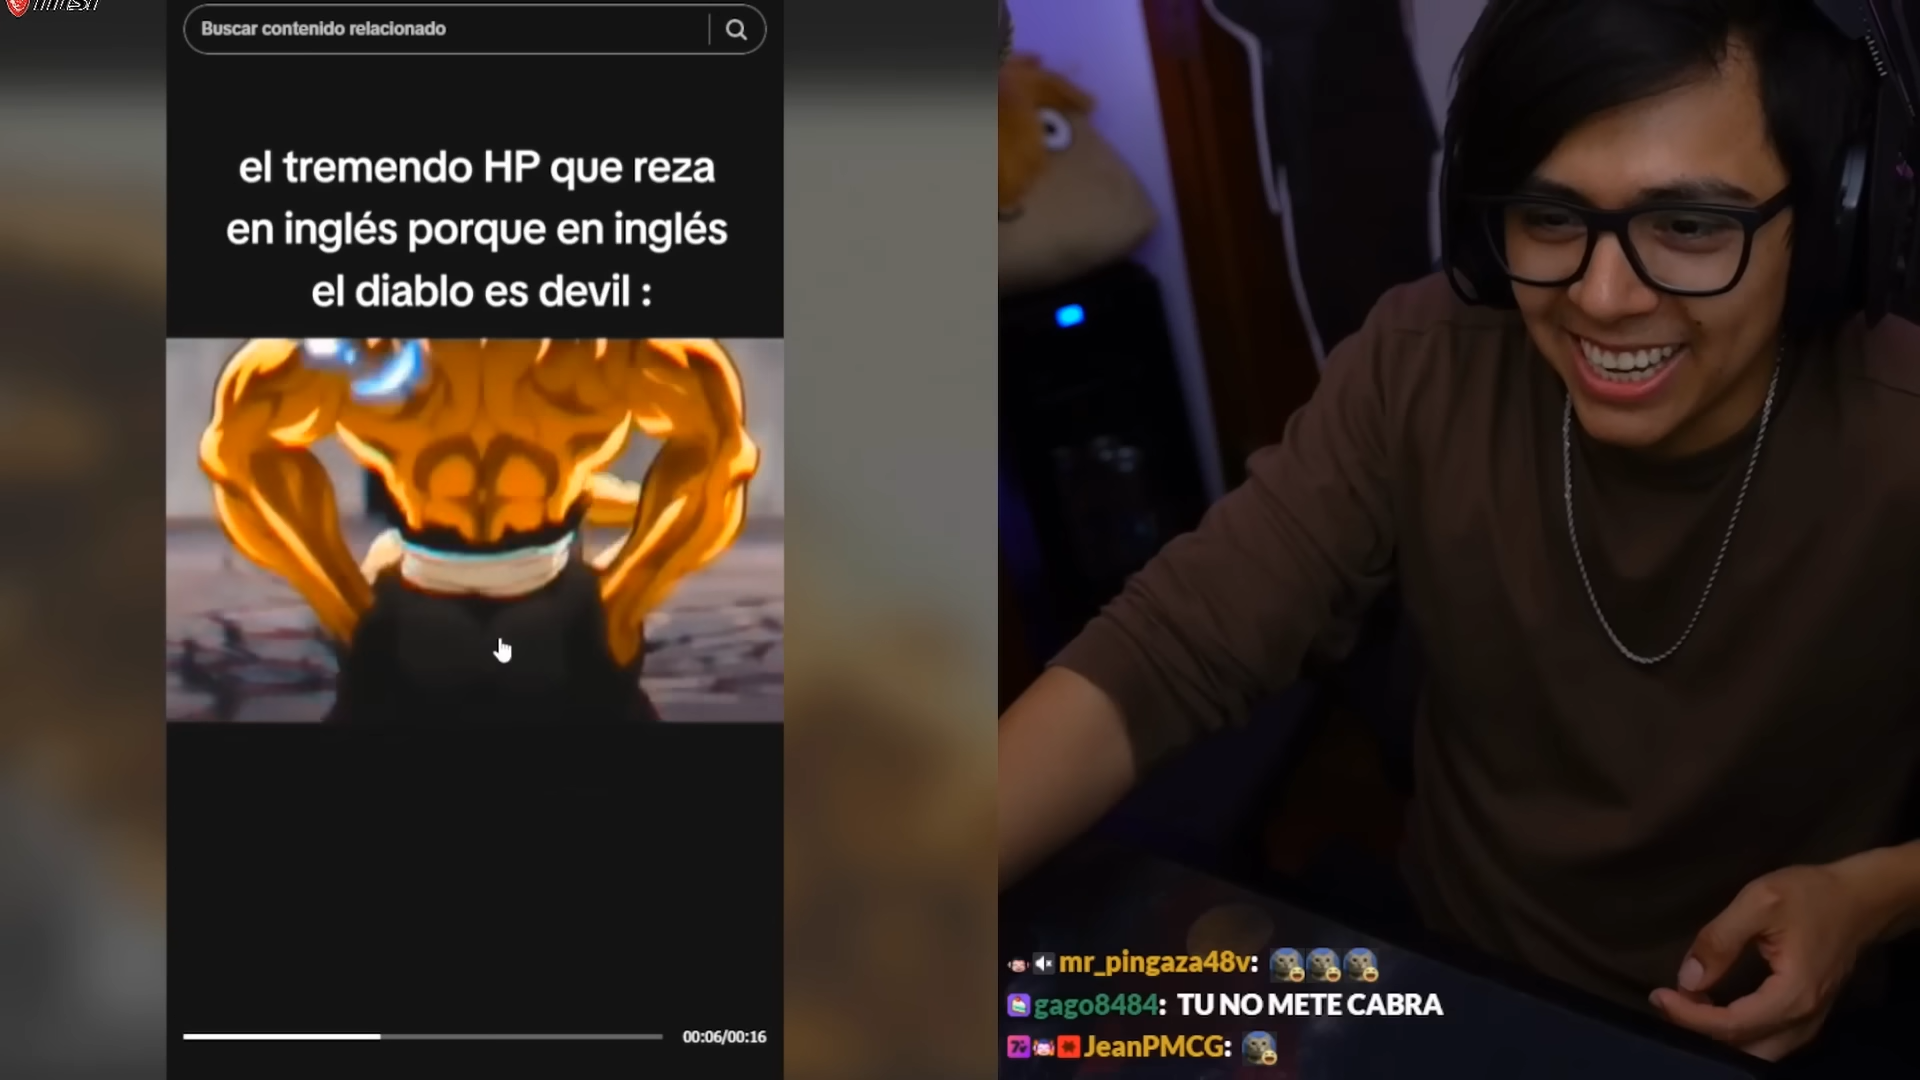 Buscar contenido relacionado
el tremendo HP que reza
en inglés porque en inglés
el diablo es devil :
00:06/00:16
mr_pingaza48v:
gago8484: TU NO METE CABRA
JeanPMCG: